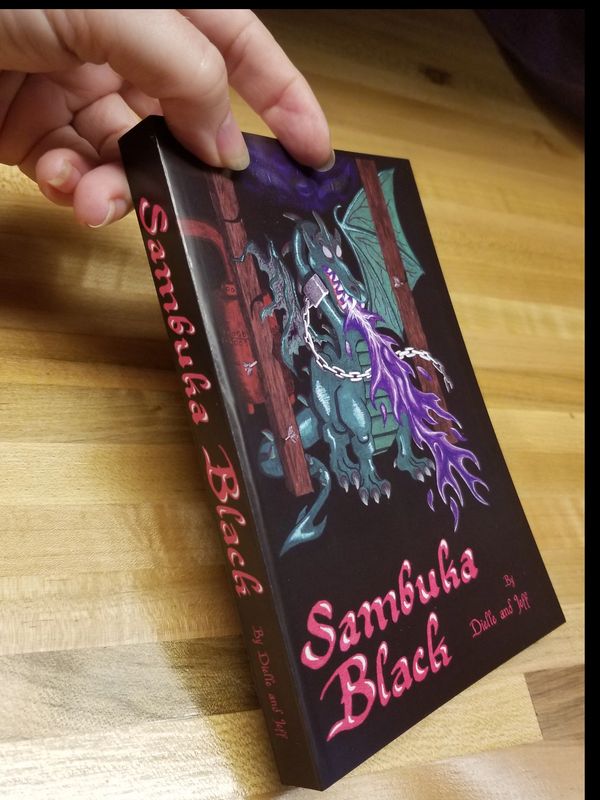 Sambuka Black
By Dielle and Jeff
Sambuka
Black
By
Dielle and Jeff